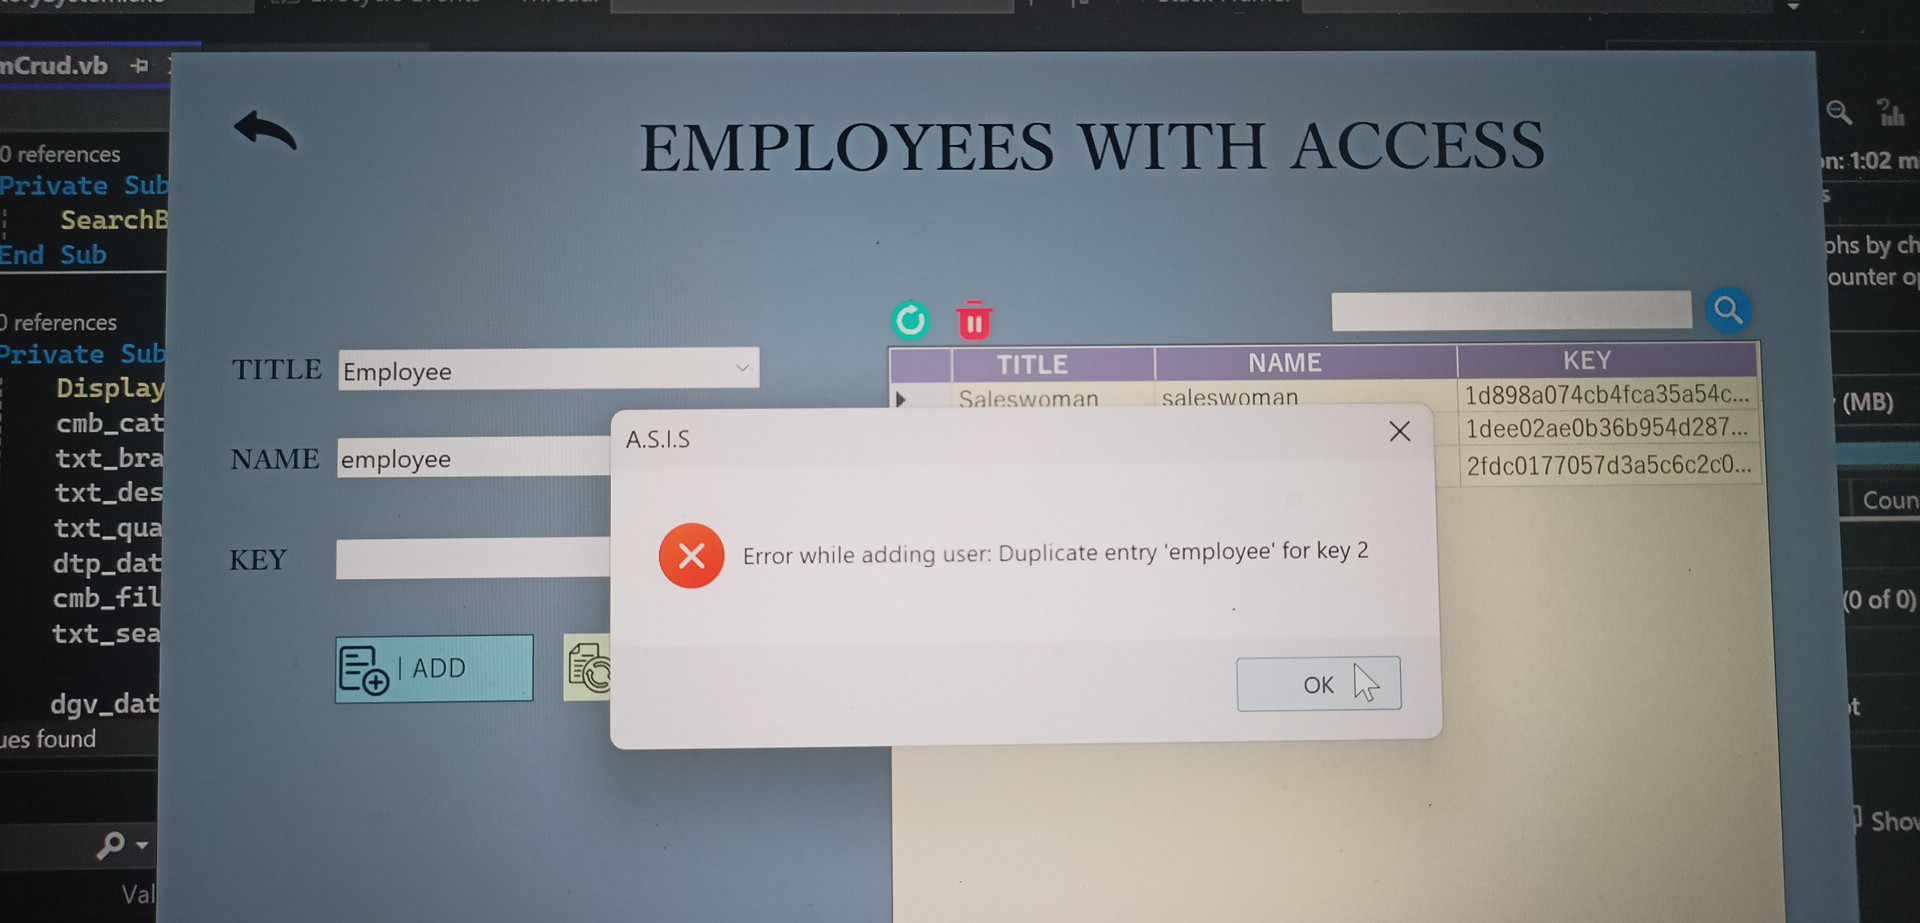 mCrud.vb
EMPLOYEES WITH ACCESS
0 references
Private Sub
SearchB
End Sub
0 references
Private Sub
Display
cmb_cat
txt_bra
txt_des
txt_qua
dtp_dat
cmb_fil
txt_sea
dgv_dat
ues found
Val
TITLE
Employee
NAME
employee
KEY
| ADD
TITLE NAME KEY
Saleswoman saleswoman 1d898a074cb4fca35a54c...
1dee02ae0b36b954d287...
2fdc0177057d3a5c6c2c0...
A.S.I.S
Error while adding user: Duplicate entry 'employee' for key 2
OK
on: 1:02 m
s
phs by ch
ounter op
(MB)
Coun
(0 of 0)
ot
Show